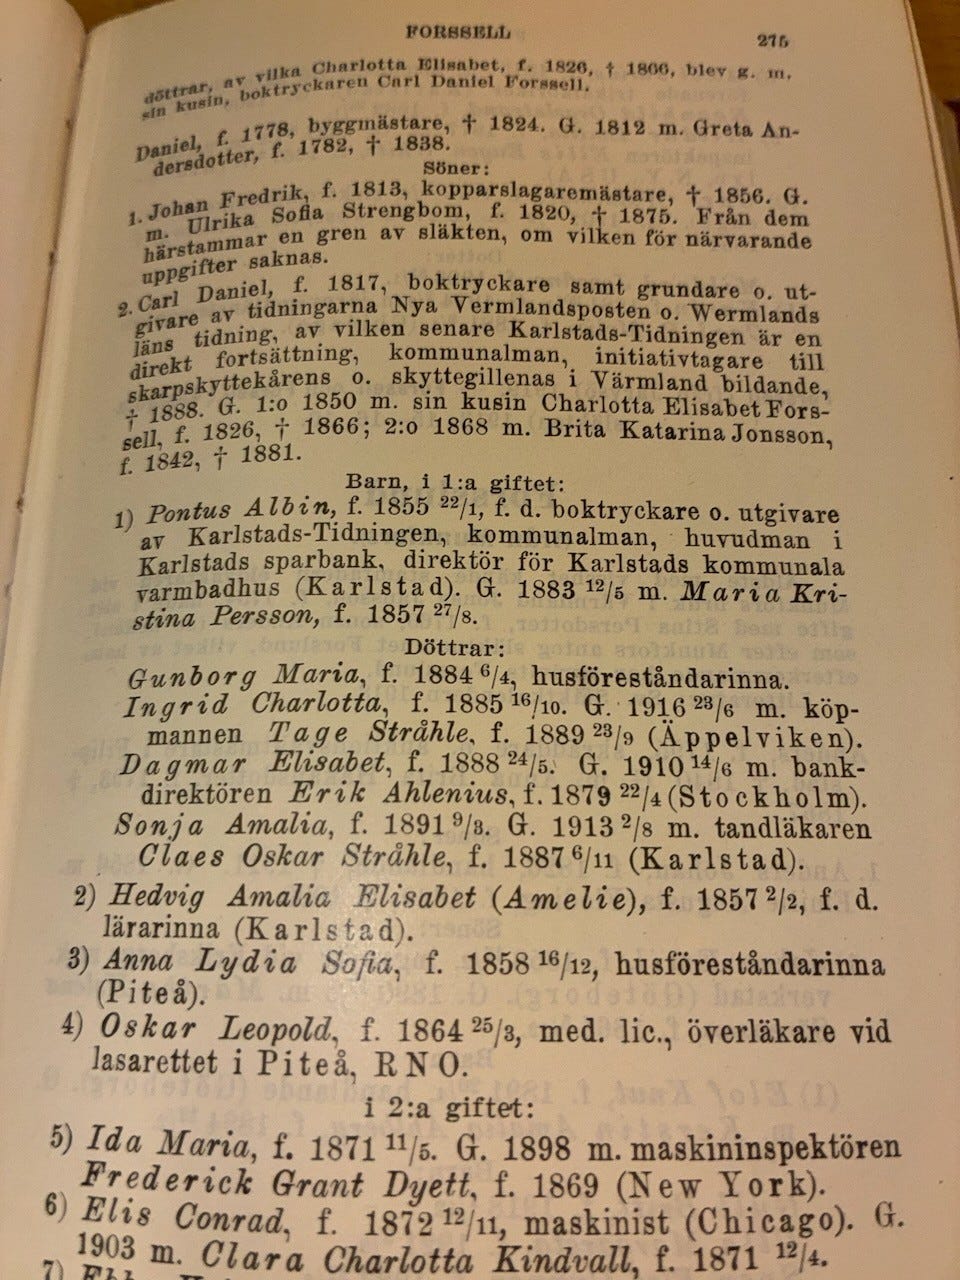 FORSSELL
275
döttrar, av vilka Charlotta Elisabet, f. 1826, † 1866, blev g. m.
sin kusin, boktryckaren Carl Daniel Forssell.
Daniel, f. 1778, byggmästare, † 1824. G. 1812 m. Greta An-
dersdotter, f. 1782, † 1838.
Söner:
1. Johan Fredrik, f. 1813, kopparslagaremästare, † 1856. G.
m. Ulrika Sofia Strengbom, f. 1820, † 1875. Från dem
härstammar en gren av släkten, om vilken för närvarande
uppgifter saknas.
2. Carl Daniel, f. 1817, boktryckare samt grundare o. ut-
givare av tidningarna Nya Vermlandsposten o. Wermlands
läns tidning, av vilken senare Karlstads-Tidningen är en
direkt fortsättning, kommunalman, initiativtagare till
skarpskyttekårens o. skyttegillenas i Värmland bildande,
† 1888. G. 1:o 1850 m. sin kusin Charlotta Elisabet Fors-
sell, f. 1826, † 1866; 2:o 1868 m. Brita Katarina Jonsson,
f. 1842, † 1881.
Barn, i 1:a giftet:
1) Pontus Albin, f. 1855 22/1, f. d. boktryckare o. utgivare
av Karlstads-Tidningen, kommunalman, huvudman i
Karlstads sparbank, direktör för Karlstads kommunala
varmbadhus (Karlstad). G. 1883 12/5 m. Maria Kri-
stina Persson, f. 1857 27/8.
Döttrar:
Gunborg Maria, f. 1884 6/4, husföreståndarinna.
Ingrid Charlotta, f. 1885 16/10. G. 1916 23/6 m. köp-
mannen Tage Stråhle, f. 1889 23/9 (Äppelviken).
Dagmar Elisabet, f. 1888 24/5. G. 1910 14/6 m. bank-
direktören Erik Ahlenius, f. 1879 22/4 (Stockholm).
Sonja Amalia, f. 1891 9/3. G. 1913 2/8 m. tandläkaren
Claes Oskar Stråhle, f. 1887 6/11 (Karlstad).
2) Hedvig Amalia Elisabet (Amelie), f. 1857 2/2, f. d.
lärarinna (Karlstad).
3) Anna Lydia Sofia, f. 1858 16/12, husföreståndarinna
(Piteå).
4) Oskar Leopold, f. 1864 25/3, med. lic., överläkare vid
lasarettet i Piteå, RNO.
i 2:a giftet:
5) Ida Maria, f. 1871 11/5. G. 1898 m. maskininspektören
Frederick Grant Dyett, f. 1869 (New York).
6) Elis Conrad, f. 1872 12/11, maskinist (Chicago). G.
1903 m. Clara Charlotta Kindvall, f. 1871 12/4.
7)